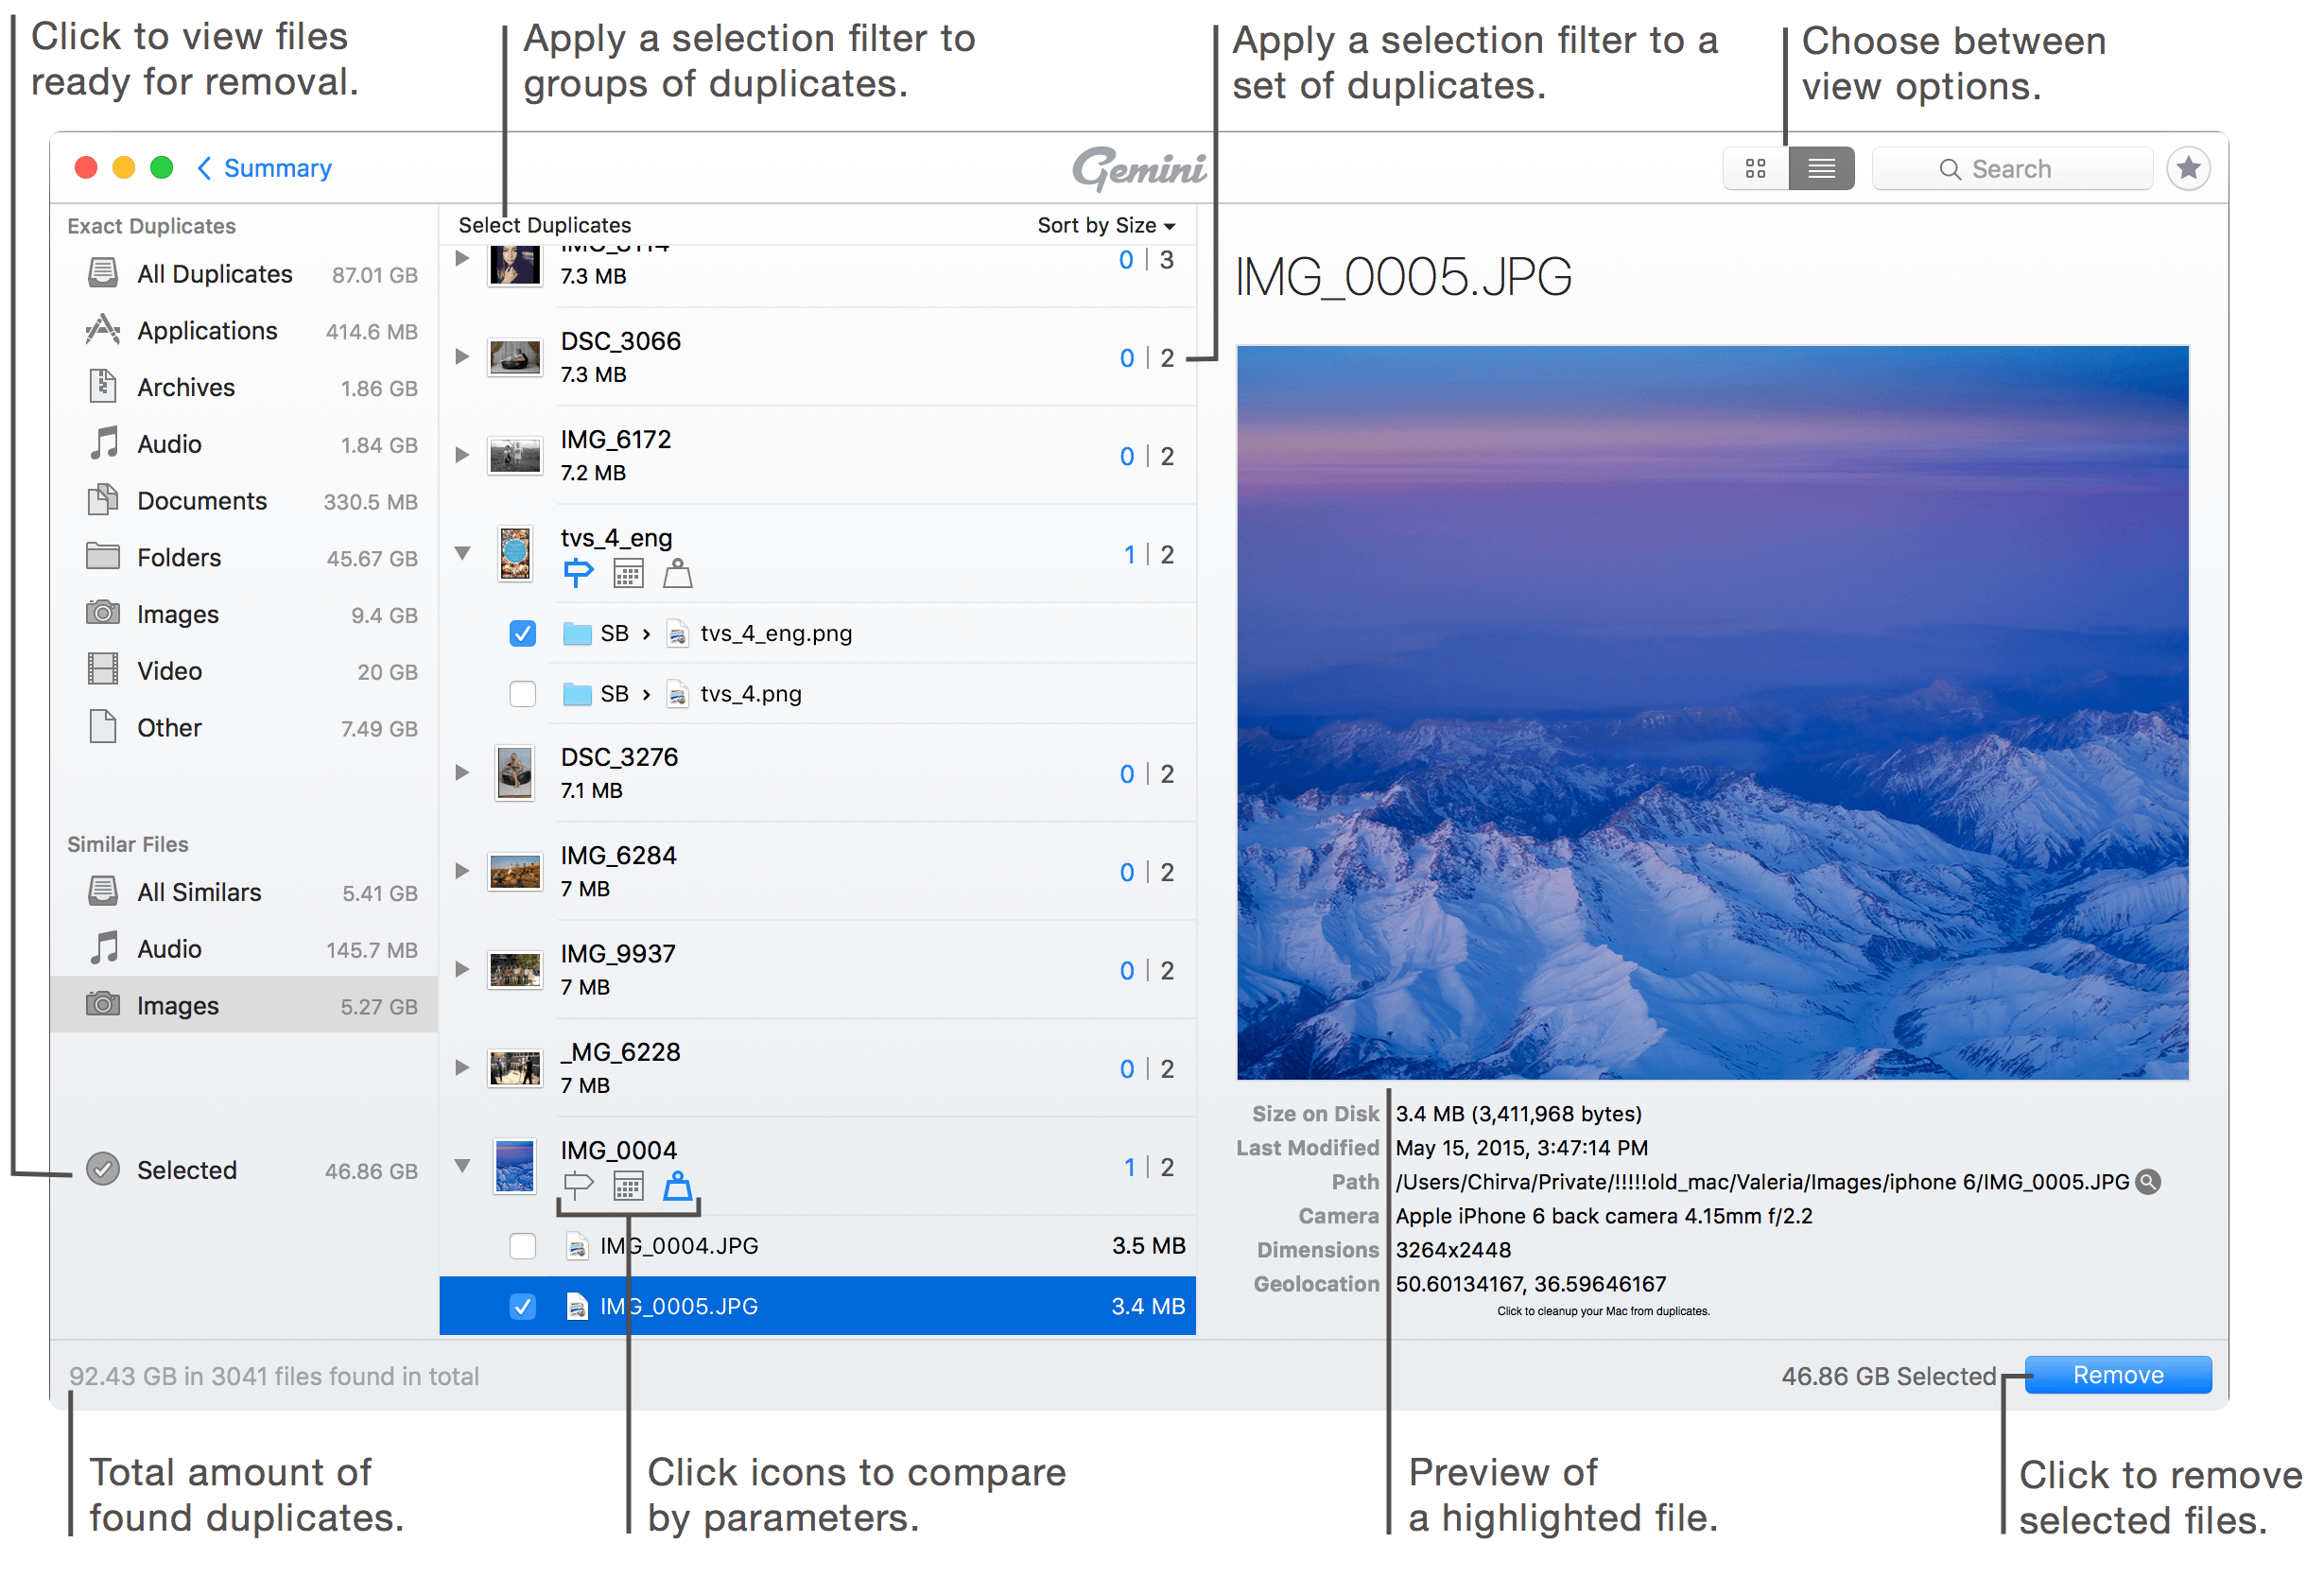 Click to view files
ready for removal.
Apply a selection filter to
groups of duplicates.
Apply a selection filter to a
set of duplicates.
Choose between
view options.
Summary
Gemini
Search
Exact Duplicates
All Duplicates 87.01 GB
Applications 414.6 MB
Archives 1.86 GB
Audio 1.84 GB
Documents 330.5 MB
Folders 45.67 GB
Images 9.4 GB
Video 20 GB
Other 7.49 GB
Similar Files
All Similars 5.41 GB
Audio 145.7 MB
Images 5.27 GB
Selected 46.86 GB
Select Duplicates Sort by Size
7.3 MB 0 | 3
DSC_3066
7.3 MB 0 | 2
IMG_6172
7.2 MB 0 | 2
tvs_4_eng
1 | 2
SB › tvs_4_eng.png
SB › tvs_4.png
DSC_3276
7.1 MB 0 | 2
IMG_6284
7 MB 0 | 2
IMG_9937
7 MB 0 | 2
_MG_6228
7 MB 0 | 2
IMG_0004
1 | 2
IMG_0004.JPG 3.5 MB
IMG_0005.JPG 3.4 MB
IMG_0005.JPG
Size on Disk 3.4 MB (3,411,968 bytes)
Last Modified May 15, 2015, 3:47:14 PM
Path /Users/Chirva/Private/!!!!!old_mac/Valeria/Images/iphone 6/IMG_0005.JPG
Camera Apple iPhone 6 back camera 4.15mm f/2.2
Dimensions 3264x2448
Geolocation 50.60134167, 36.59646167
Click to cleanup your Mac from duplicates.
92.43 GB in 3041 files found in total
46.86 GB Selected
Remove
Total amount of
found duplicates.
Click icons to compare
by parameters.
Preview of
a highlighted file.
Click to remove
selected files.